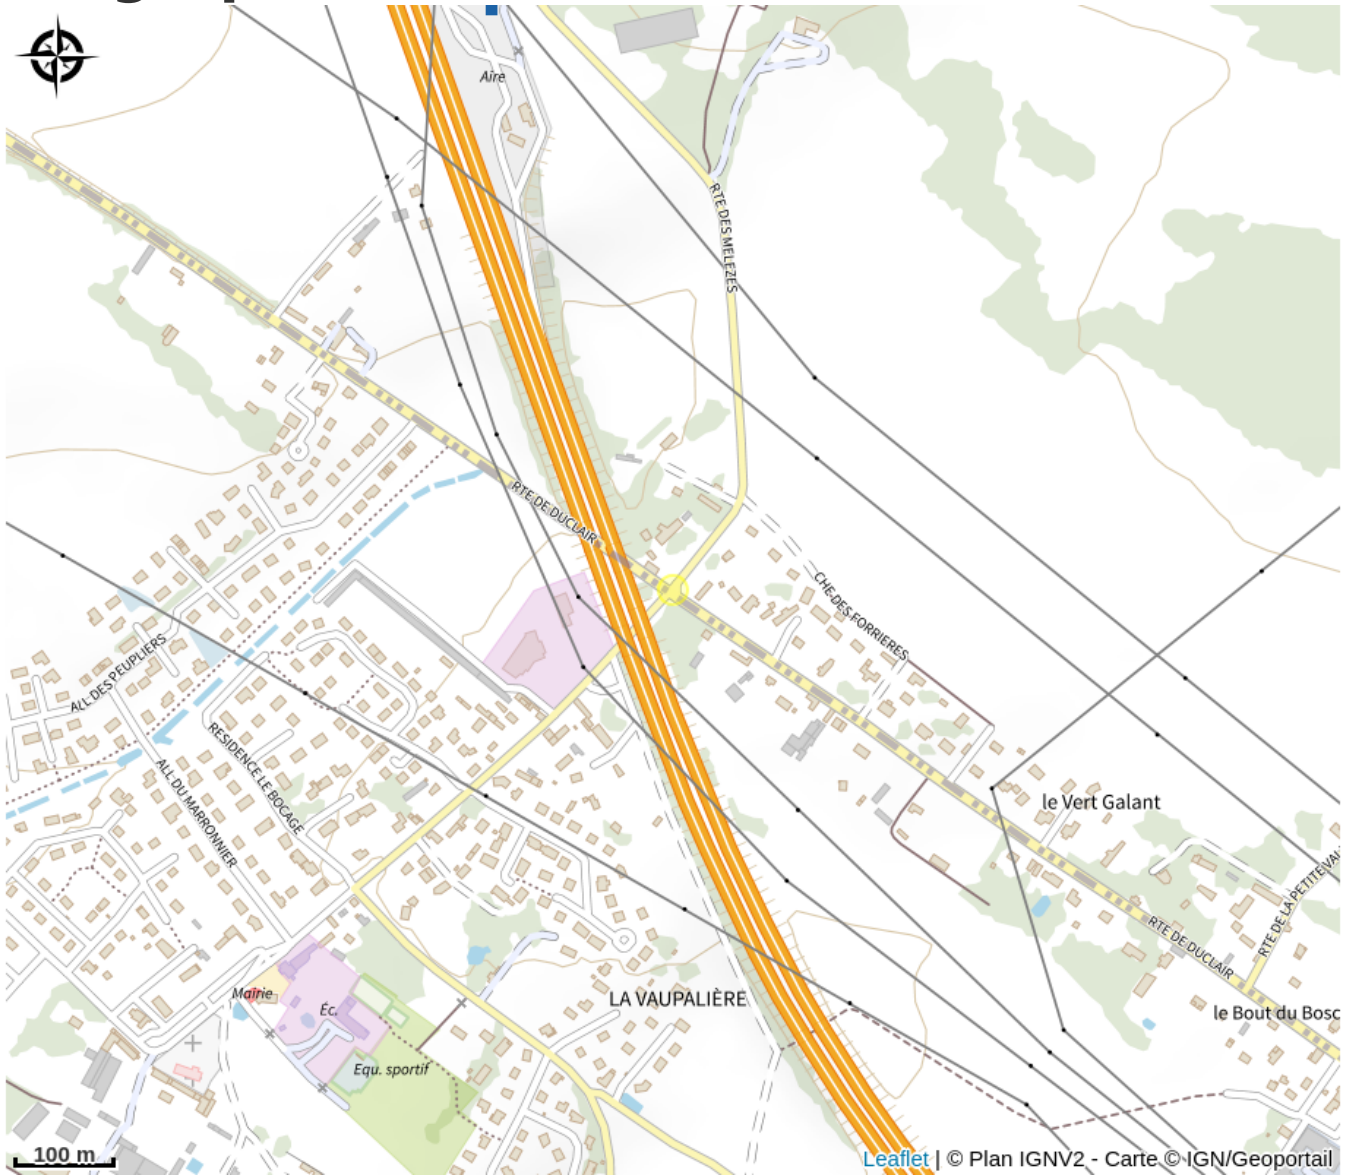 Aire
RTE DES MELEZES
RTE DE DUCLAIR
CHE DES FORRIERES
ALL DES PEUPLIERS
RESIDENCE LE BOCAGE
ALL DU MARRONNIER
le Vert Galant
RTE DE LA PETITE VAL
RTE DE DUCLAIR
Mairie
Éc.
LA VAUPALIÈRE
le Bout du Bosc
Equ. sportif
100 m
Leaflet | © Plan IGNV2 - Carte © IGN/Geoportail